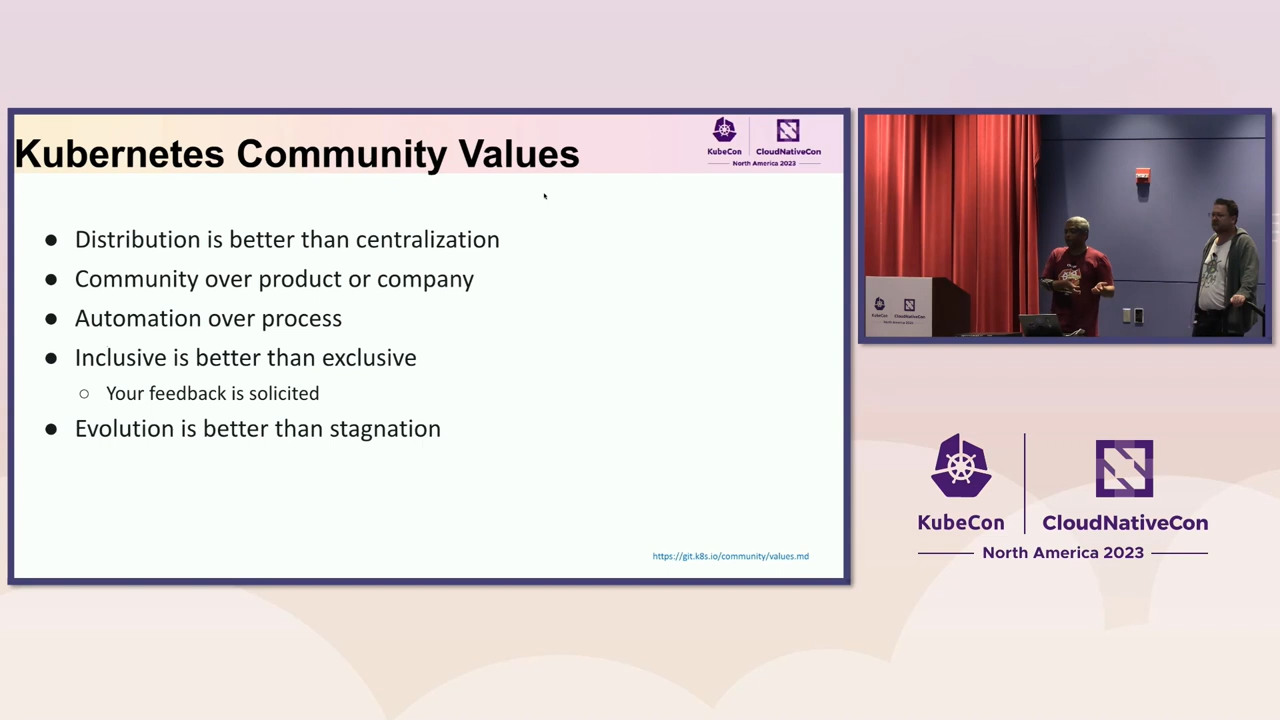 Kubernetes Community Values
KubeCon
CloudNativeCon
North America 2023
● Distribution is better than centralization
● Community over product or company
● Automation over process
● Inclusive is better than exclusive
○ Your feedback is solicited
● Evolution is better than stagnation
https://git.k8s.io/community/values.md
KubeCon
CloudNativeCon
KubeCon
CloudNativeCon
North America 2023